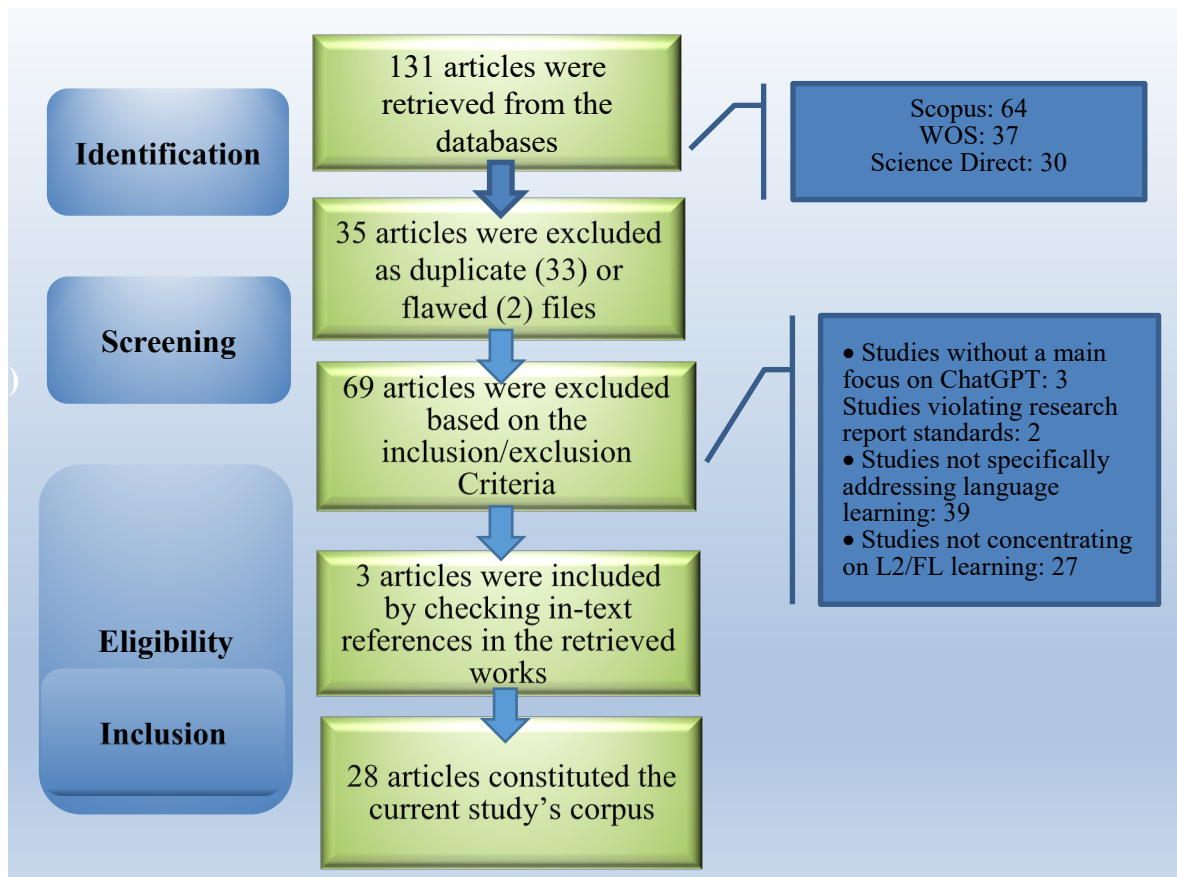 131 articles were
retrieved from the
databases
Scopus: 64
WOS: 37
Science Direct: 30
Identification
35 articles were excluded
as duplicate (33) or
flawed (2) files
Screening
)
69 articles were excluded
based on the
inclusion/exclusion
Criteria
• Studies without a main
focus on ChatGPT: 3
Studies violating research
report standards: 2
• Studies not specifically
addressing language
learning: 39
• Studies not concentrating
on L2/FL learning: 27
3 articles were included
by checking in-text
references in the retrieved
works
Eligibility
Inclusion
28 articles constituted the
current study’s corpus